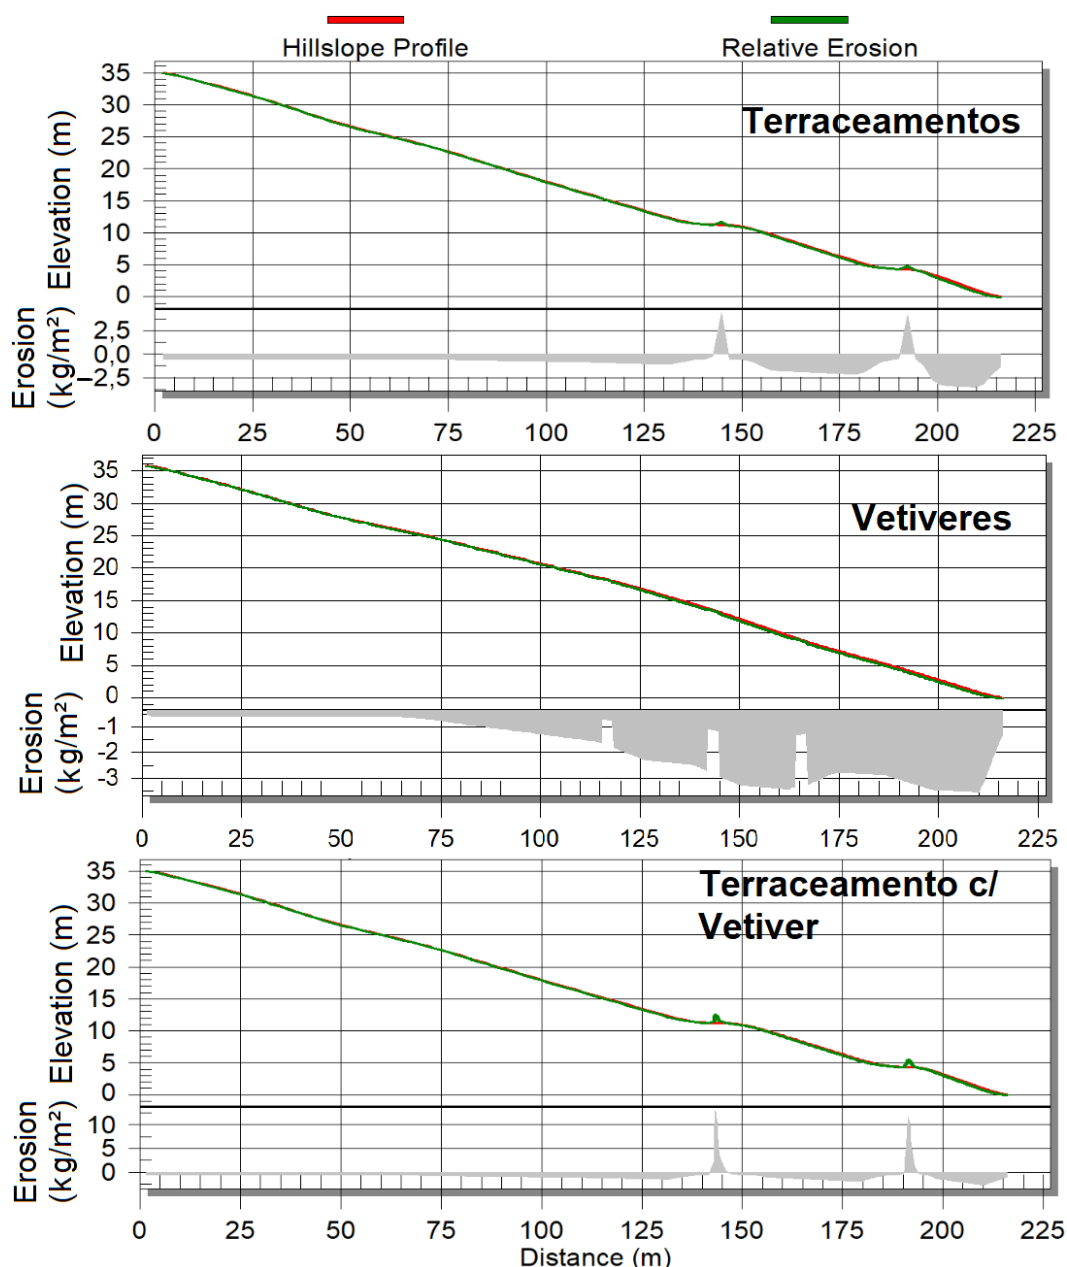 Hillslope Profile
Relative Erosion
Terraceamentos
Elevation (m)
35
30
25
20
15
10
5
0
Erosion
(kg/m²)
2,5
0,0
−2,5
0 25 50 75 100 125 150 175 200 225
Vetiveres
Elevation (m)
35
30
25
20
15
10
5
0
Erosion
(kg/m²)
-1
-2
-3
0 25 50 75 100 125 150 175 200 225
Terraceamento c/
Vetiver
Elevation (m)
35
30
25
20
15
10
5
0
Erosion
(kg/m²)
10
5
0
0 25 50 75 100 125 150 175 200 225
Distance (m)